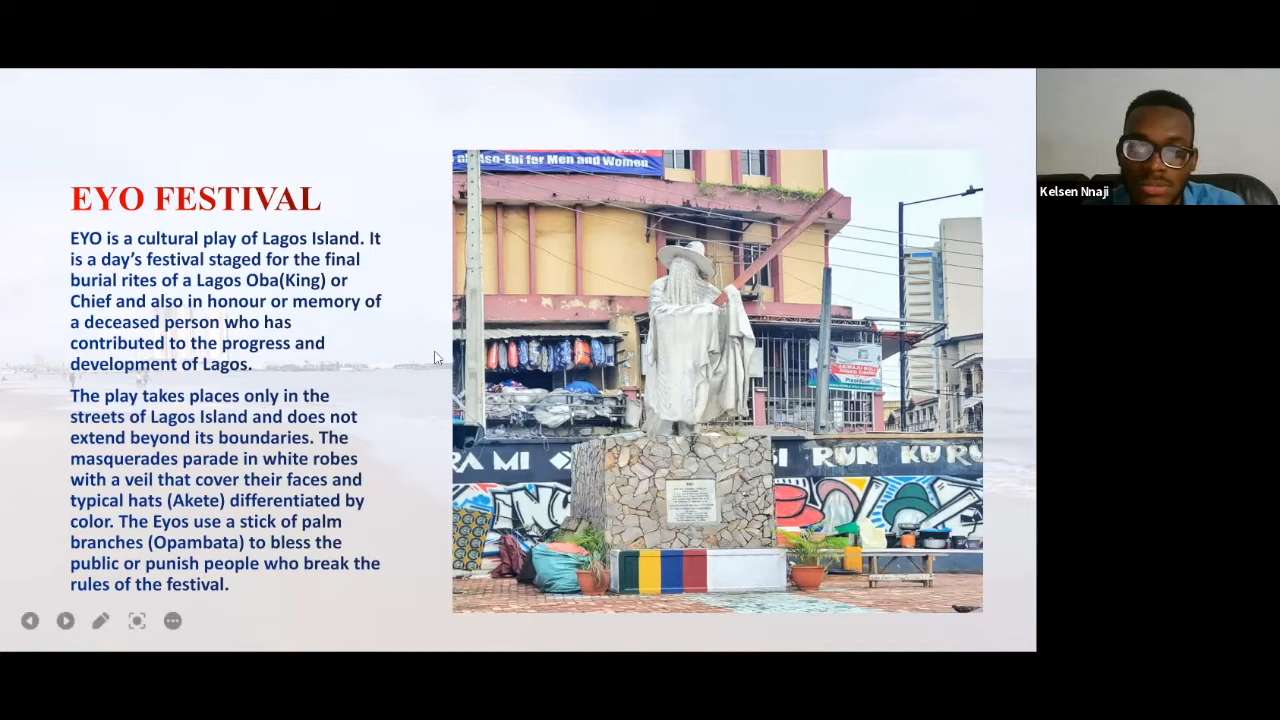 EYO FESTIVAL
EYO is a cultural play of Lagos Island. It
is a day’s festival staged for the final
burial rites of a Lagos Oba(King) or
Chief and also in honour or memory of
a deceased person who has
contributed to the progress and
development of Lagos.
The play takes places only in the
streets of Lagos Island and does not
extend beyond its boundaries. The
masquerades parade in white robes
with a veil that cover their faces and
typical hats (Akete) differentiated by
color. The Eyos use a stick of palm
branches (Opambata) to bless the
public or punish people who break the
rules of the festival.
Aso-Ebi for Men and Women
RA MI
SI RUN KURU
Kelsen Nnaji